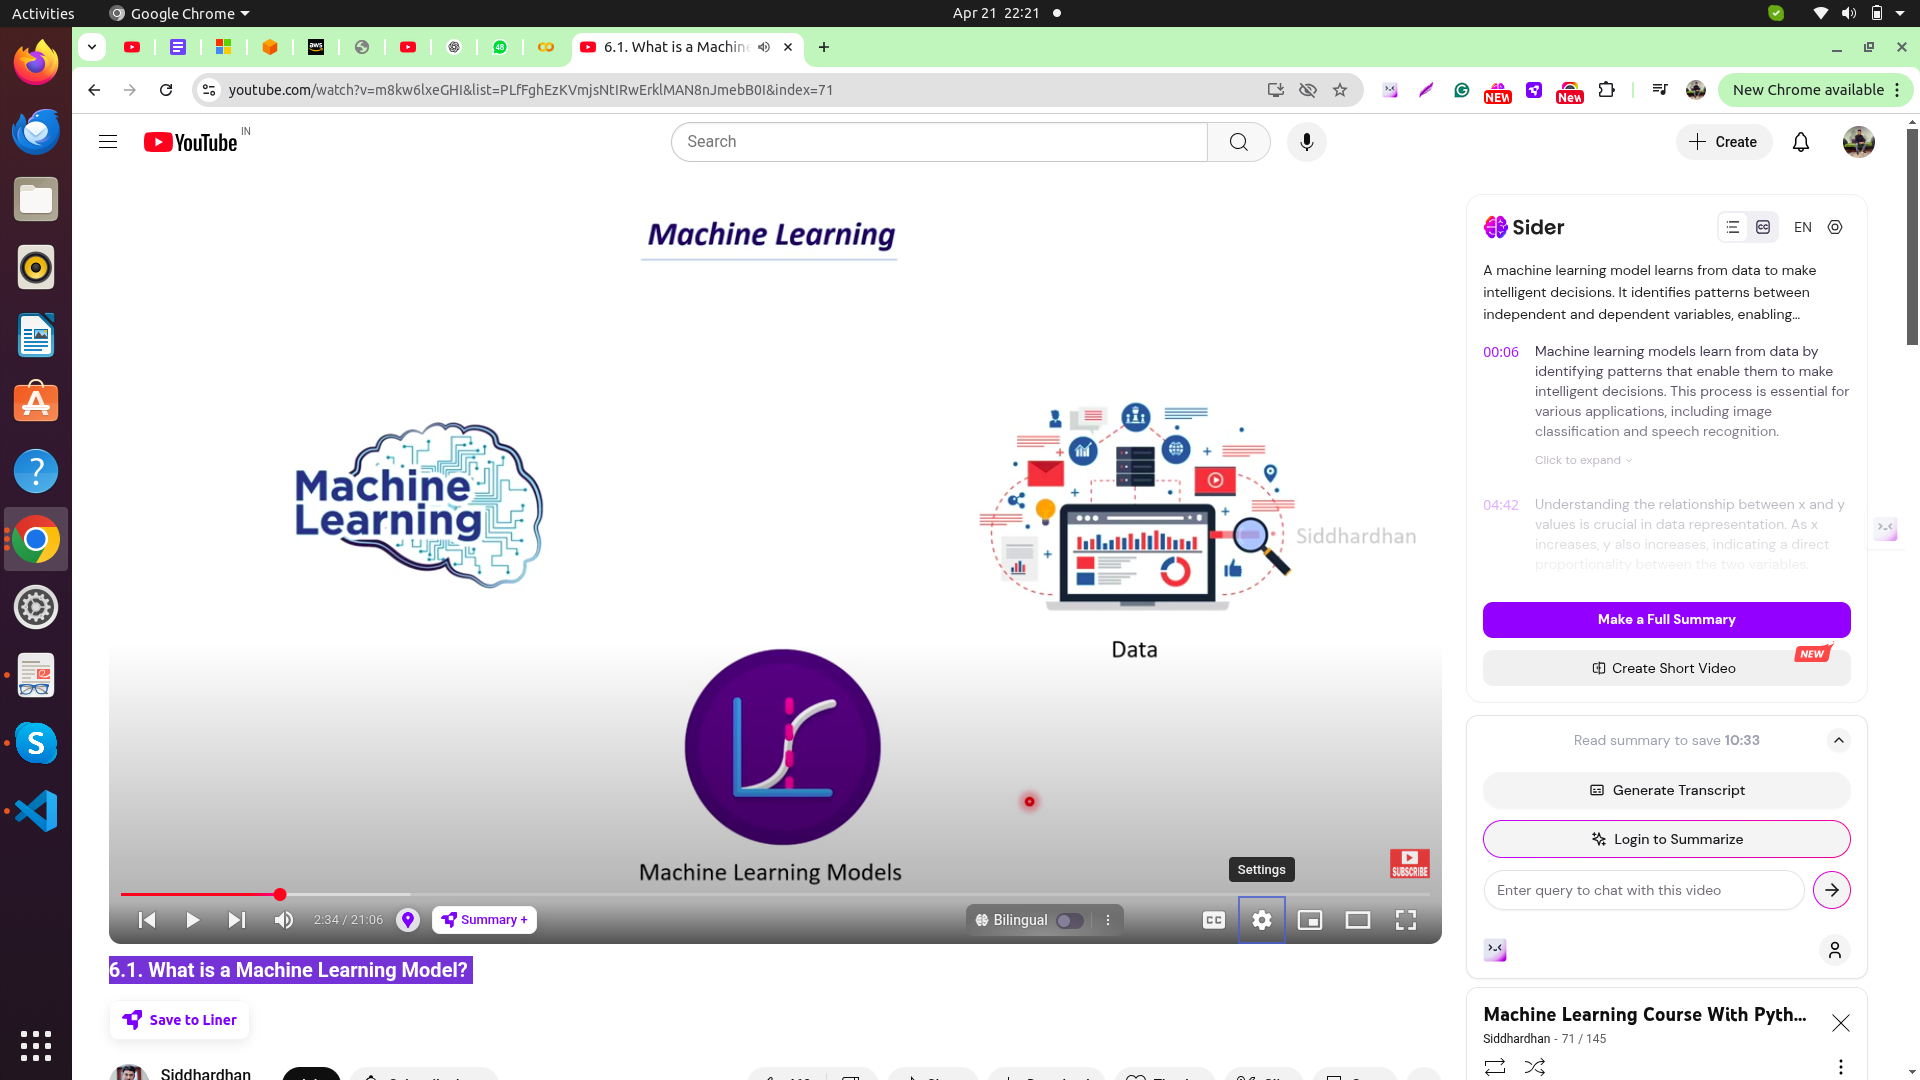 Activities
Google Chrome
Apr 21 22:21
6.1. What is a Machine
youtube.com/watch?v=m8kw6lxeGHI&list=PLfFghEzKVmjsNtIRwErklMAN8nJmebB0I&index=71
NEW
New
New Chrome available
YouTube
IN
Search
Create
Machine Learning
Machine
Learning
Siddhardhan
Data
Machine Learning Models
SUBSCRIBE
Settings
2:34 / 21:06
Summary +
Bilingual
CC
6.1. What is a Machine Learning Model?
Save to Liner
Siddhardhan
Sider
EN
A machine learning model learns from data to make
intelligent decisions. It identifies patterns between
independent and dependent variables, enabling...
00:06
Machine learning models learn from data by
identifying patterns that enable them to make
intelligent decisions. This process is essential for
various applications, including image
classification and speech recognition.
Click to expand
04:42
Understanding the relationship between x and y
values is crucial in data representation. As x
increases, y also increases, indicating a direct
proportionality between the two variables.
Make a Full Summary
NEW
Create Short Video
Read summary to save 10:33
Generate Transcript
Login to Summarize
Enter query to chat with this video
Machine Learning Course With Pyth...
Siddhardhan - 71 / 145